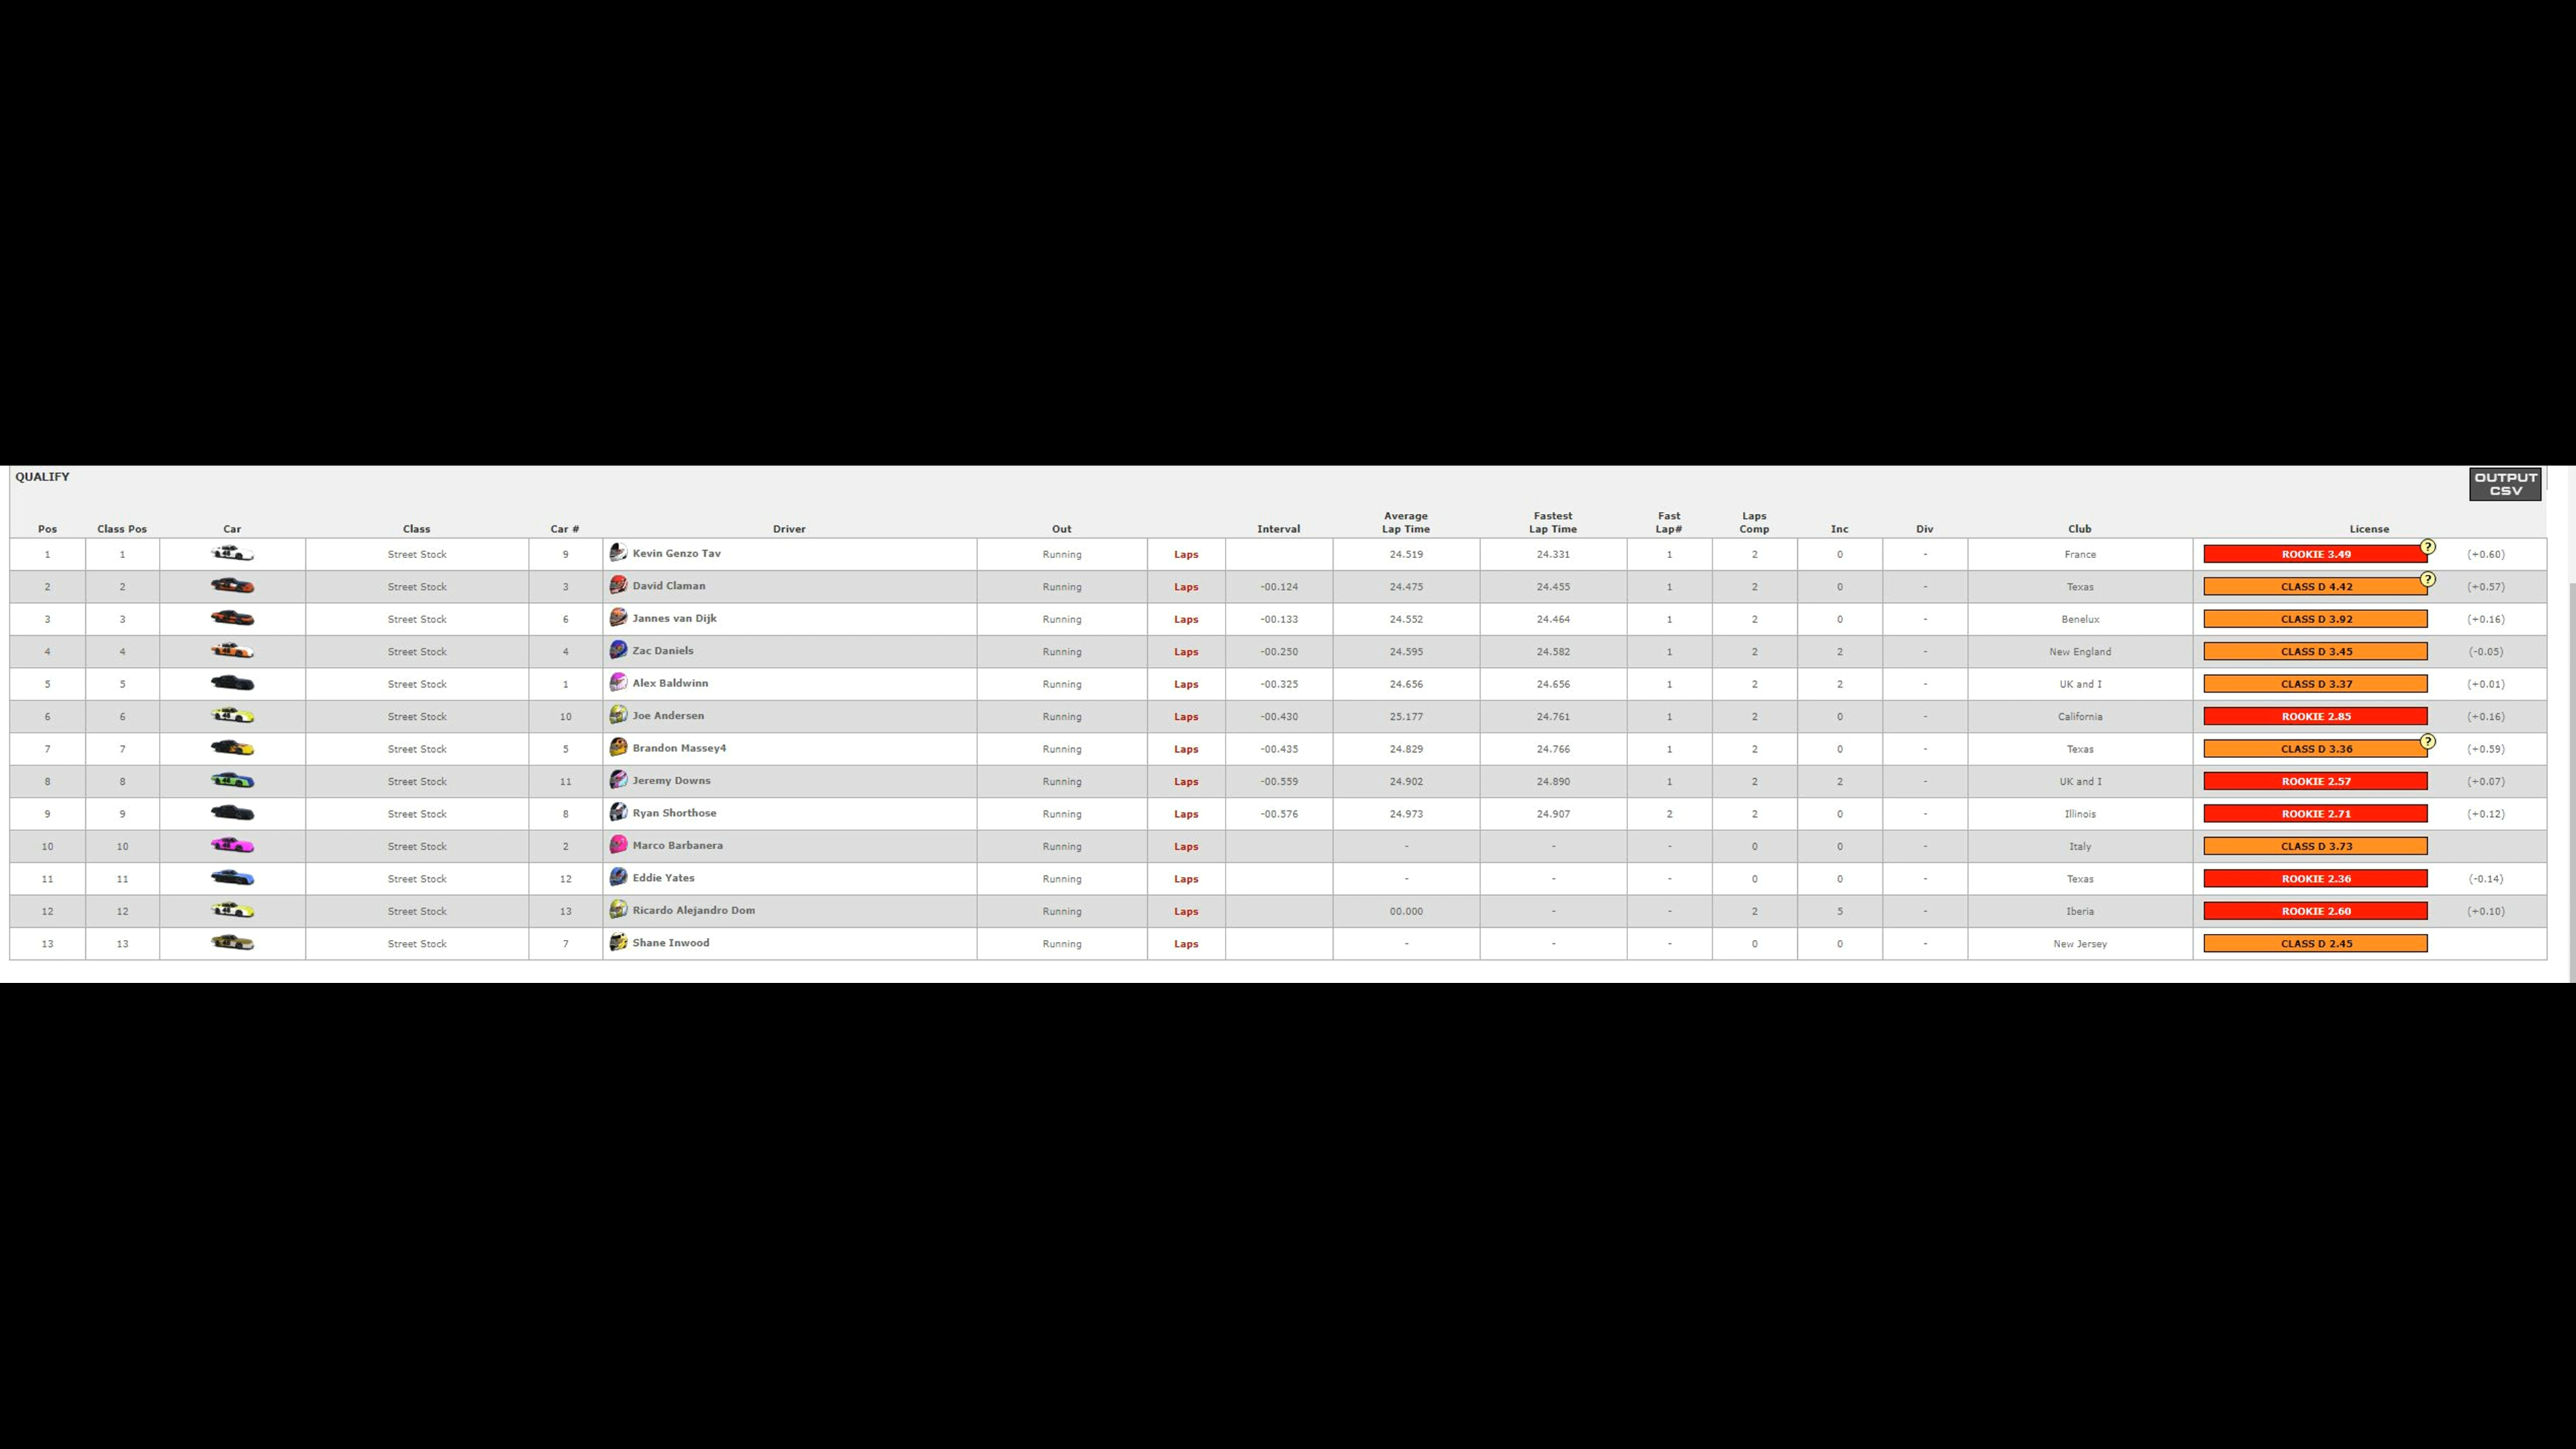 QUALIFY
OUTPUT CSV
Pos Class Pos Car Class Car # Driver Out Interval Average Lap Time Fastest Lap Time Fast Lap# Laps Comp Inc Div Club License
1 1 Street Stock 9 Kevin Genzo Tav Running Laps 24.519 24.331 1 2 0 - France ROOKIE 3.49 ? (+0.60)
2 2 Street Stock 3 David Claman Running Laps -00.124 24.475 24.455 1 2 0 - Texas CLASS D 4.42 ? (+0.57)
3 3 Street Stock 6 Jannes van Dijk Running Laps -00.133 24.552 24.464 1 2 0 - Benelux CLASS D 3.92 (+0.16)
4 4 Street Stock 4 Zac Daniels Running Laps -00.250 24.595 24.582 1 2 2 - New England CLASS D 3.45 (-0.05)
5 5 Street Stock 1 Alex Baldwinn Running Laps -00.325 24.656 24.656 1 2 2 - UK and I CLASS D 3.37 (+0.01)
6 6 Street Stock 10 Joe Andersen Running Laps -00.430 25.177 24.761 1 2 0 - California ROOKIE 2.85 (+0.16)
7 7 Street Stock 5 Brandon Massey4 Running Laps -00.435 24.829 24.766 1 2 0 - Texas CLASS D 3.36 ? (+0.59)
8 8 Street Stock 11 Jeremy Downs Running Laps -00.559 24.902 24.890 1 2 2 - UK and I ROOKIE 2.57 (+0.07)
9 9 Street Stock 8 Ryan Shorthose Running Laps -00.576 24.973 24.907 2 2 0 - Illinois ROOKIE 2.71 (+0.12)
10 10 Street Stock 2 Marco Barbanera Running Laps - - - 0 0 - Italy CLASS D 3.73
11 11 Street Stock 12 Eddie Yates Running Laps - - - 0 0 - Texas ROOKIE 2.36 (-0.14)
12 12 Street Stock 13 Ricardo Alejandro Dom Running Laps 00.000 - - 2 5 - Iberia ROOKIE 2.60 (+0.10)
13 13 Street Stock 7 Shane Inwood Running Laps - - - 0 0 - New Jersey CLASS D 2.45